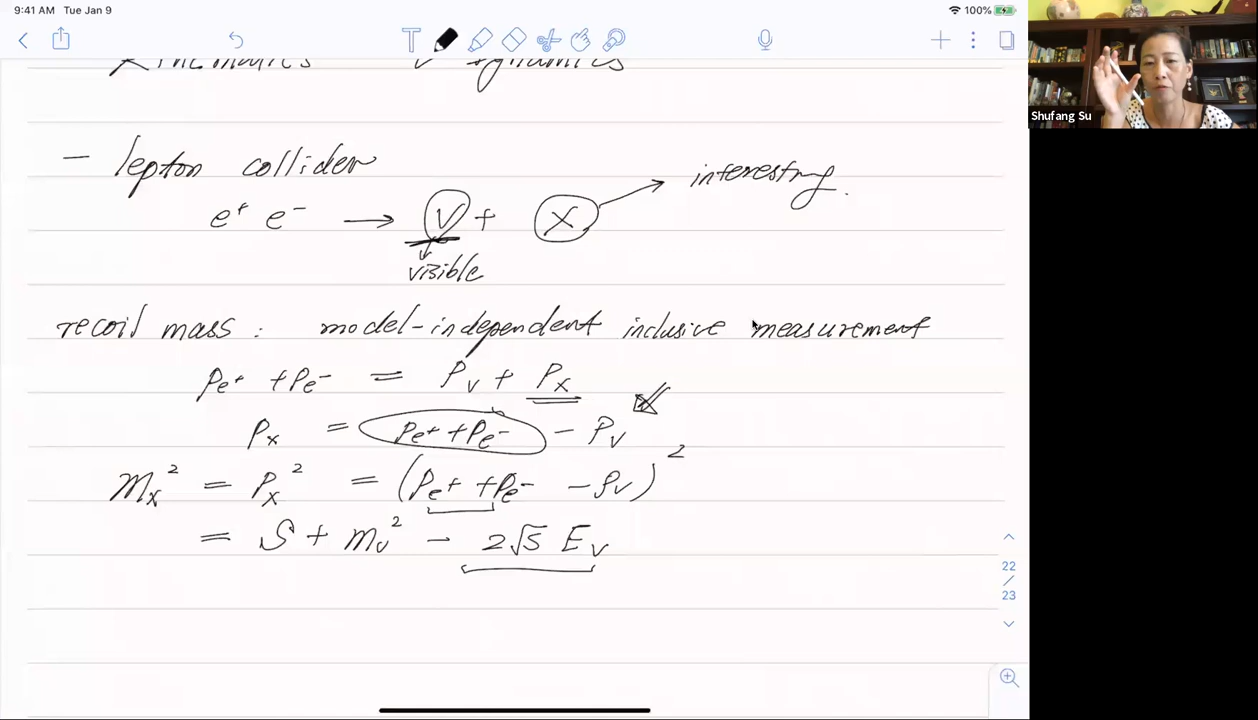 9:41 AM Tue Jan 9
100%
Shufang Su
Kinematics v dynamics
- lepton collider
e⁺ e⁻ → V + X → interesting.
visible
recoil mass : model-independent inclusive measurement
Pe⁺ + Pe⁻ = Pv + Px
Px = Pe⁺ + Pe⁻ - Pv
mx² = Px² = (Pe⁺ + Pe⁻ - Pv)²
= S + mv² - 2√s Ev
22
/
23